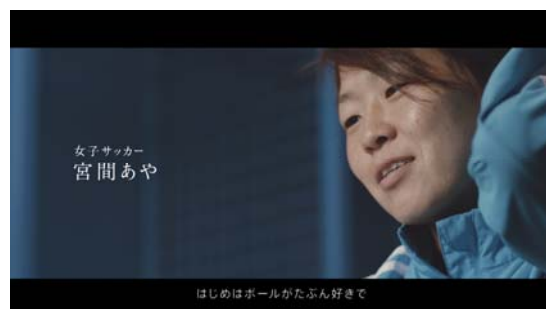 女子サッカー
宮間あや
はじめはボールがたぶん好きで